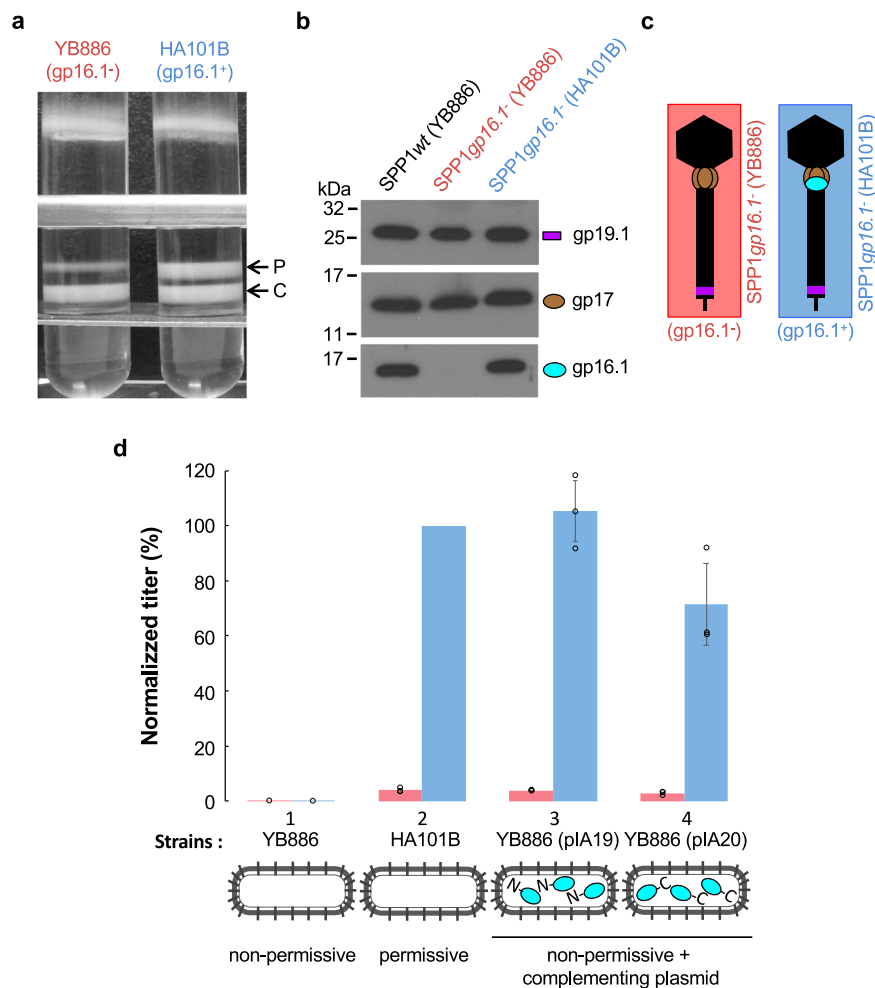 a
YB886
(gp16.1-)
HA101B
(gp16.1+)
P
C
b
SPP1wt (YB886)
SPP1gp16.1- (YB886)
SPP1gp16.1- (HA101B)
kDa
32
25
gp19.1
17
gp17
11
17
gp16.1
c
SPP1gp16.1- (YB886)
(gp16.1-)
SPP1gp16.1- (HA101B)
(gp16.1+)
d
Normalizzed titer (%)
120
100
80
60
40
20
0
1 2 3 4
Strains : YB886 HA101B YB886 (pIA19) YB886 (pIA20)
N N N C C C
non-permissive permissive non-permissive +
complementing plasmid